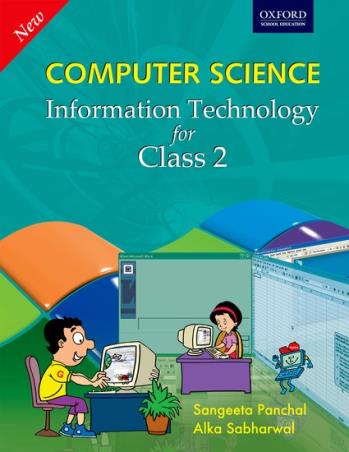 New
OXFORD
SCHOOL EDUCATION
COMPUTER SCIENCE
Information Technology
for
Class 2
G
Sangeeta Panchal
Alka Sabharwal